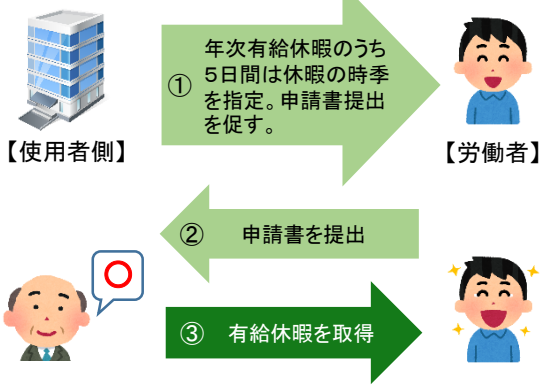 年次有給休暇のうち
① ５日間は休暇の時季
を指定。申請書提出
を促す。
【使用者側】
【労働者】
② 申請書を提出
③ 有給休暇を取得